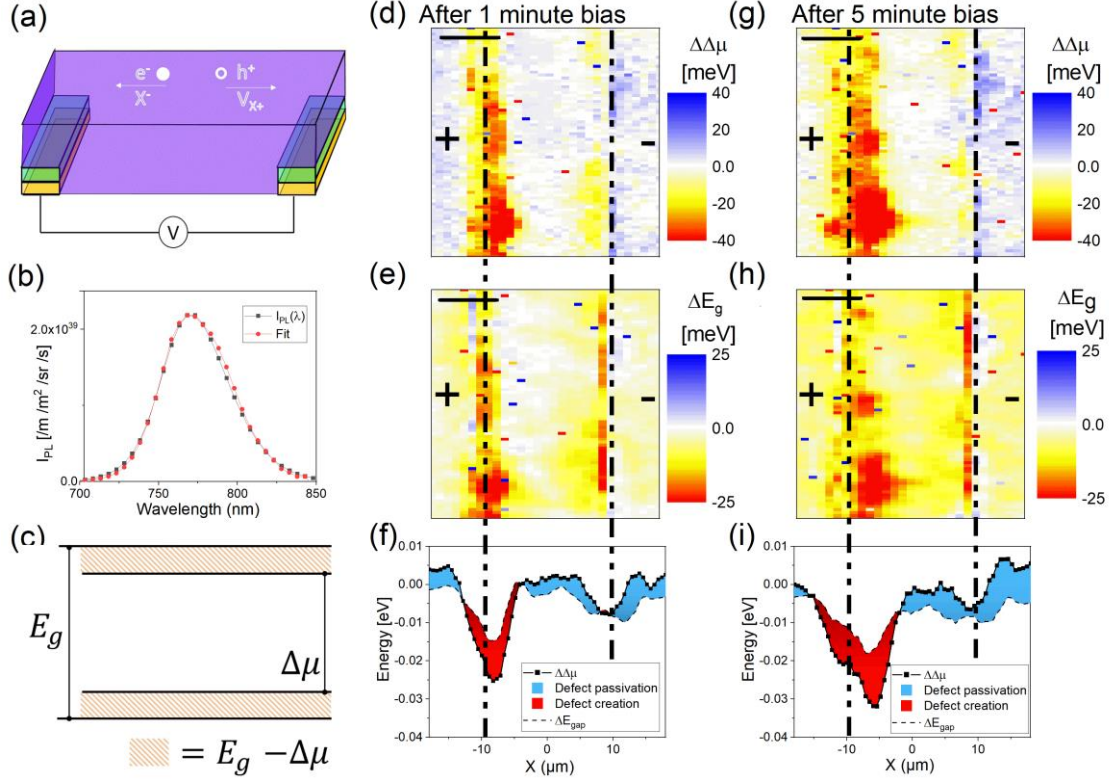 (a)
e⁻
h⁺
X⁻
V_X+
V
(b)
I_PL [/m /m² /sr /s]
2.0x10³⁹
0.0
I_PL(λ)
Fit
700
750
800
850
Wavelength (nm)
(c)
E_g
Δμ
= E_g − Δμ
(d)
After 1 minute bias
+
-
ΔΔμ
[meV]
40
20
0.0
-20
-40
(e)
+
-
ΔE_g
[meV]
25
0.0
-25
(f)
Energy [eV]
0.01
0.00
-0.01
-0.02
-0.03
-0.04
ΔΔμ
Defect passivation
Defect creation
ΔE_gap
-10
0
10
X (μm)
(g)
After 5 minute bias
+
-
ΔΔμ
[meV]
40
20
0.0
-20
-40
(h)
+
-
ΔE_g
[meV]
25
0.0
-25
(i)
Energy [eV]
0.01
0.00
-0.01
-0.02
-0.03
-0.04
ΔΔμ
Defect passivation
Defect creation
ΔE_gap
-10
0
10
X (μm)